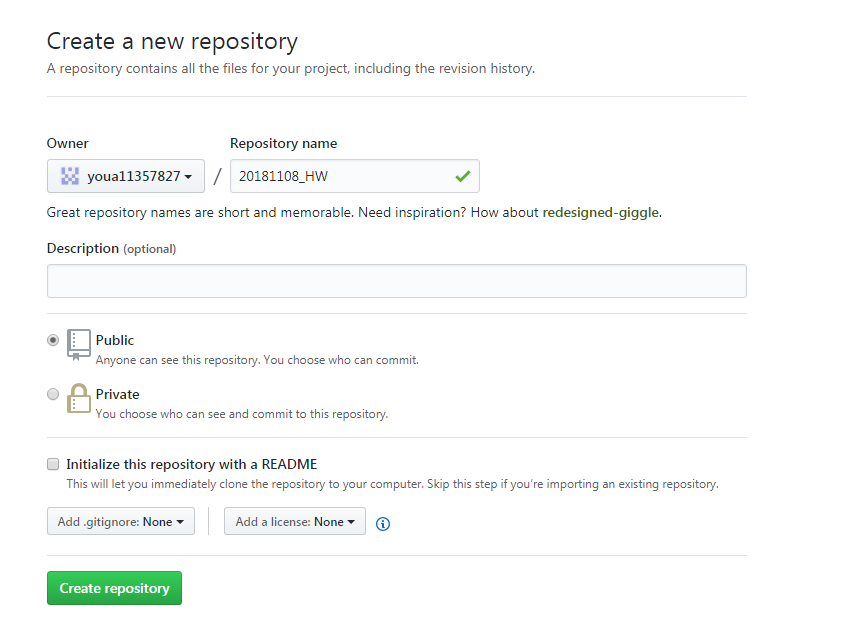 Create a new repository
A repository contains all the files for your project, including the revision history.
Owner
Repository name
youa11357827 / 20181108_HW
Great repository names are short and memorable. Need inspiration? How about redesigned-giggle.
Description (optional)
Public
Anyone can see this repository. You choose who can commit.
Private
You choose who can see and commit to this repository.
Initialize this repository with a README
This will let you immediately clone the repository to your computer. Skip this step if you're importing an existing repository.
Add .gitignore: None
Add a license: None
Create repository